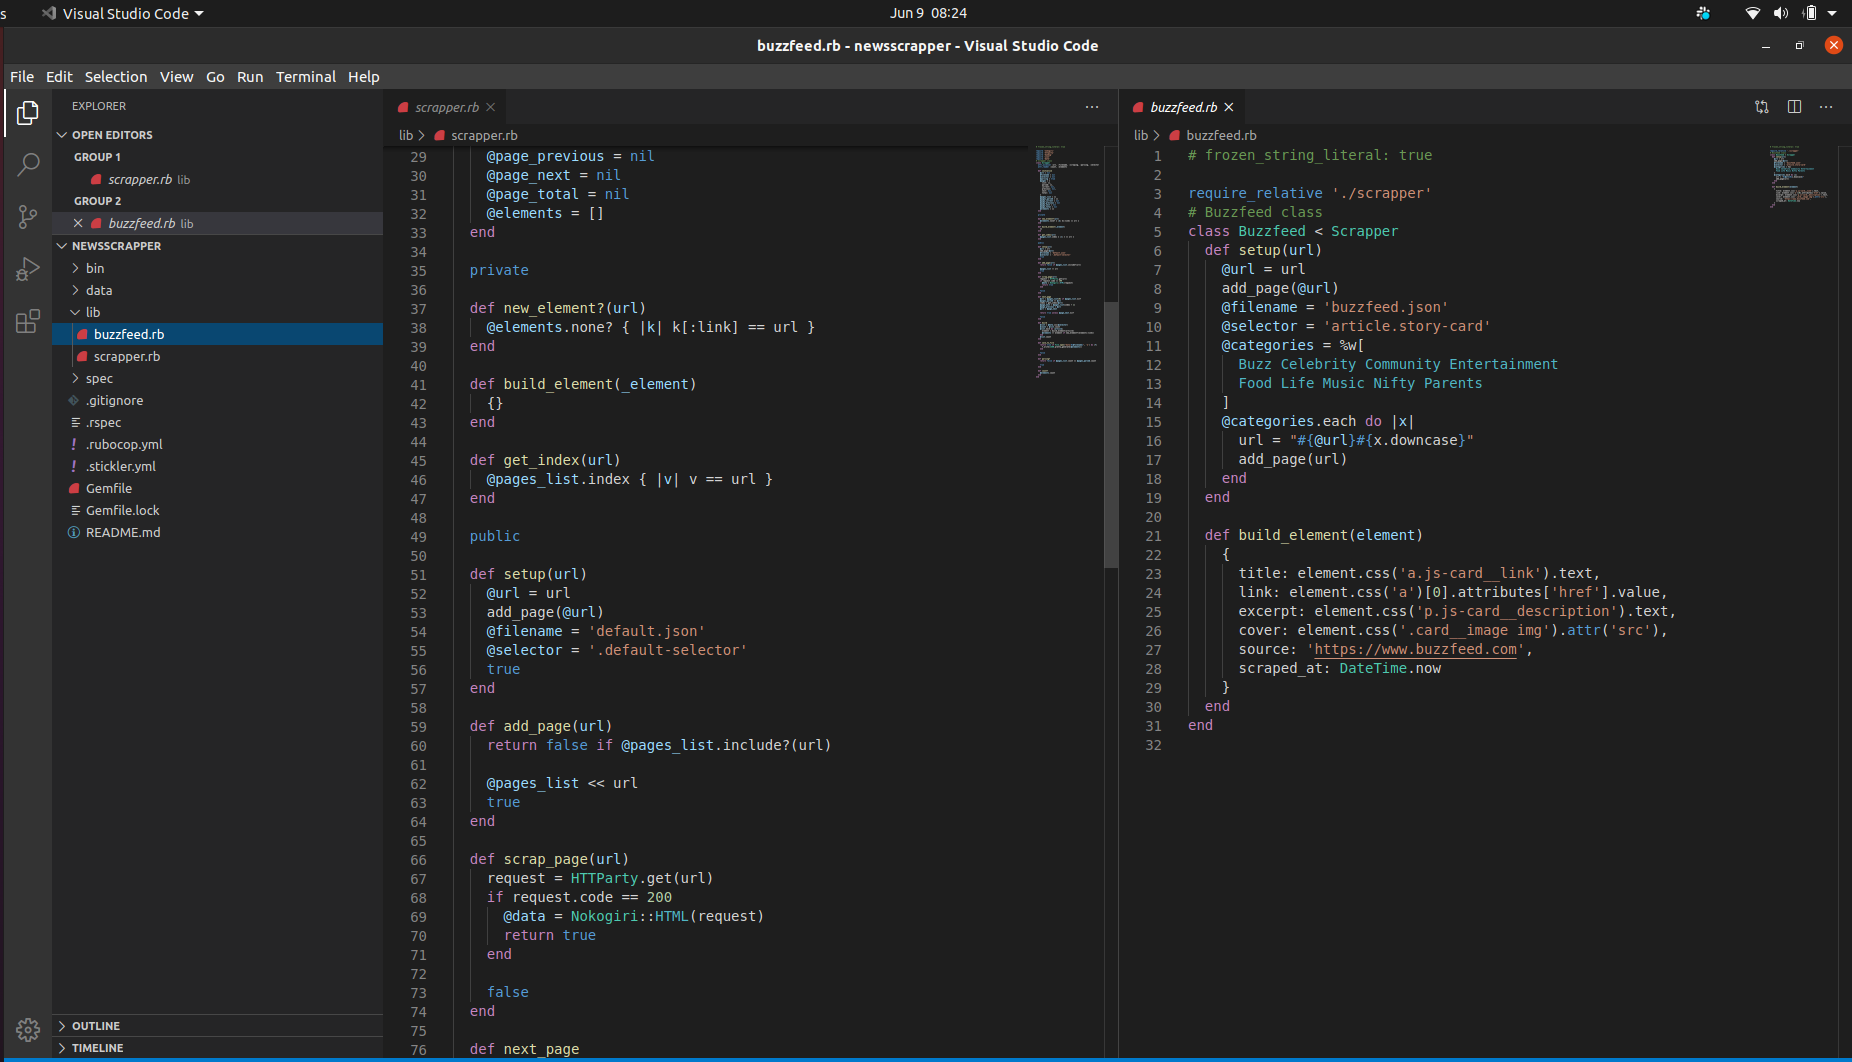 s Visual Studio Code Jun 9 08:24
buzzfeed.rb - newsscrapper - Visual Studio Code
File Edit Selection View Go Run Terminal Help
EXPLORER
OPEN EDITORS
GROUP 1
scrapper.rb lib
GROUP 2
buzzfeed.rb lib
NEWSSCRAPPER
bin
data
lib
buzzfeed.rb
scrapper.rb
spec
.gitignore
.rspec
.rubocop.yml
.stickler.yml
Gemfile
Gemfile.lock
README.md
OUTLINE
TIMELINE
scrapper.rb
lib > scrapper.rb
29 @page_previous = nil
30 @page_next = nil
31 @page_total = nil
32 @elements = []
33 end
34
35 private
36
37 def new_element?(url)
38 @elements.none? { |k| k[:link] == url }
39 end
40
41 def build_element(_element)
42 {}
43 end
44
45 def get_index(url)
46 @pages_list.index { |v| v == url }
47 end
48
49 public
50
51 def setup(url)
52 @url = url
53 add_page(@url)
54 @filename = 'default.json'
55 @selector = '.default-selector'
56 true
57 end
58
59 def add_page(url)
60 return false if @pages_list.include?(url)
61
62 @pages_list << url
63 true
64 end
65
66 def scrap_page(url)
67 request = HTTParty.get(url)
68 if request.code == 200
69 @data = Nokogiri::HTML(request)
70 return true
71 end
72
73 false
74 end
75
76 def next_page
buzzfeed.rb
lib > buzzfeed.rb
1 # frozen_string_literal: true
2
3 require_relative './scrapper'
4 # Buzzfeed class
5 class Buzzfeed < Scrapper
6 def setup(url)
7 @url = url
8 add_page(@url)
9 @filename = 'buzzfeed.json'
10 @selector = 'article.story-card'
11 @categories = %w[
12 Buzz Celebrity Community Entertainment
13 Food Life Music Nifty Parents
14 ]
15 @categories.each do |x|
16 url = "#{@url}#{x.downcase}"
17 add_page(url)
18 end
19 end
20
21 def build_element(element)
22 {
23 title: element.css('a.js-card__link').text,
24 link: element.css('a')[0].attributes['href'].value,
25 excerpt: element.css('p.js-card__description').text,
26 cover: element.css('.card__image img').attr('src'),
27 source: 'https://www.buzzfeed.com',
28 scraped_at: DateTime.now
29 }
30 end
31 end
32